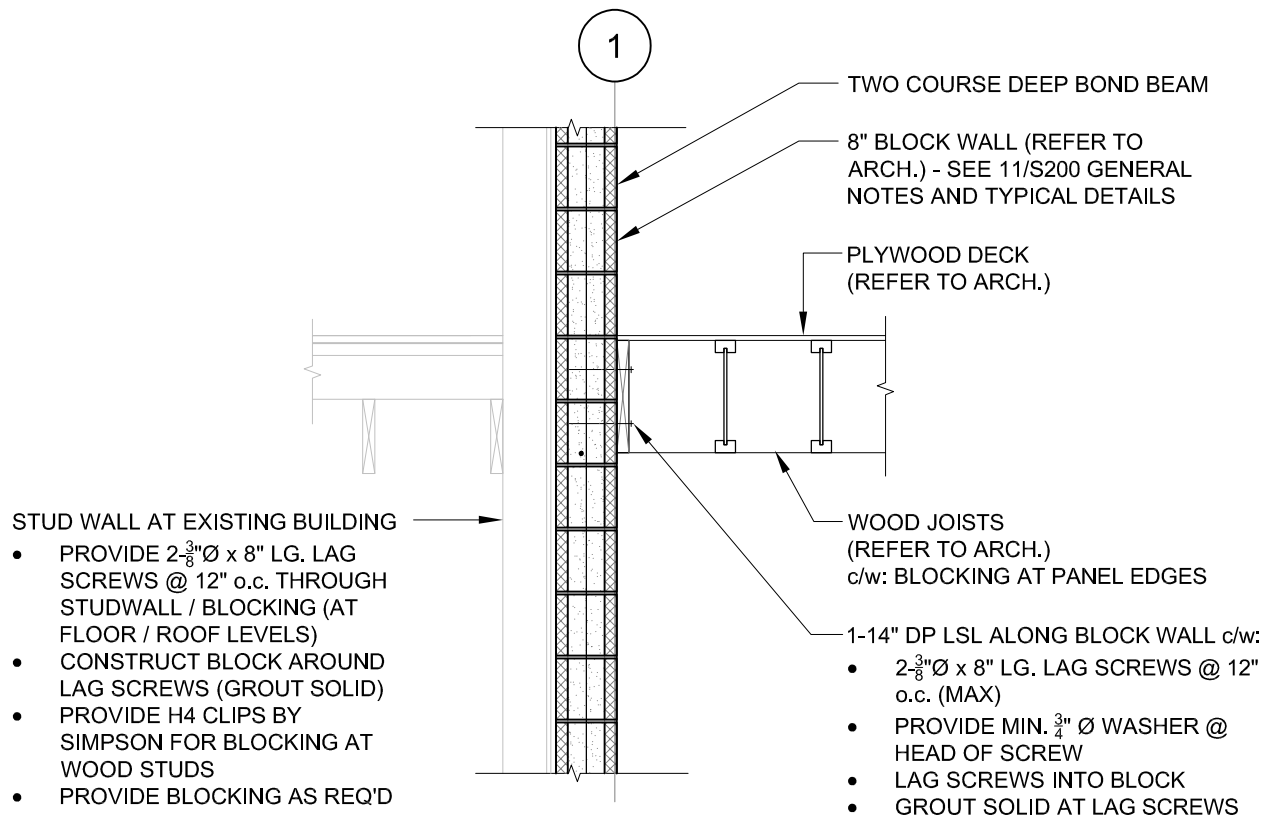 1
TWO COURSE DEEP BOND BEAM
8" BLOCK WALL (REFER TO
ARCH.) - SEE 11/S200 GENERAL
NOTES AND TYPICAL DETAILS
PLYWOOD DECK
(REFER TO ARCH.)
STUD WALL AT EXISTING BUILDING
• PROVIDE 2-3/8"Ø x 8" LG. LAG
SCREWS @ 12" o.c. THROUGH
STUDWALL / BLOCKING (AT
FLOOR / ROOF LEVELS)
• CONSTRUCT BLOCK AROUND
LAG SCREWS (GROUT SOLID)
• PROVIDE H4 CLIPS BY
SIMPSON FOR BLOCKING AT
WOOD STUDS
• PROVIDE BLOCKING AS REQ'D
WOOD JOISTS
(REFER TO ARCH.)
c/w: BLOCKING AT PANEL EDGES
1-14" DP LSL ALONG BLOCK WALL c/w:
• 2-3/8"Ø x 8" LG. LAG SCREWS @ 12"
o.c. (MAX)
• PROVIDE MIN. 3/4" Ø WASHER @
HEAD OF SCREW
• LAG SCREWS INTO BLOCK
• GROUT SOLID AT LAG SCREWS